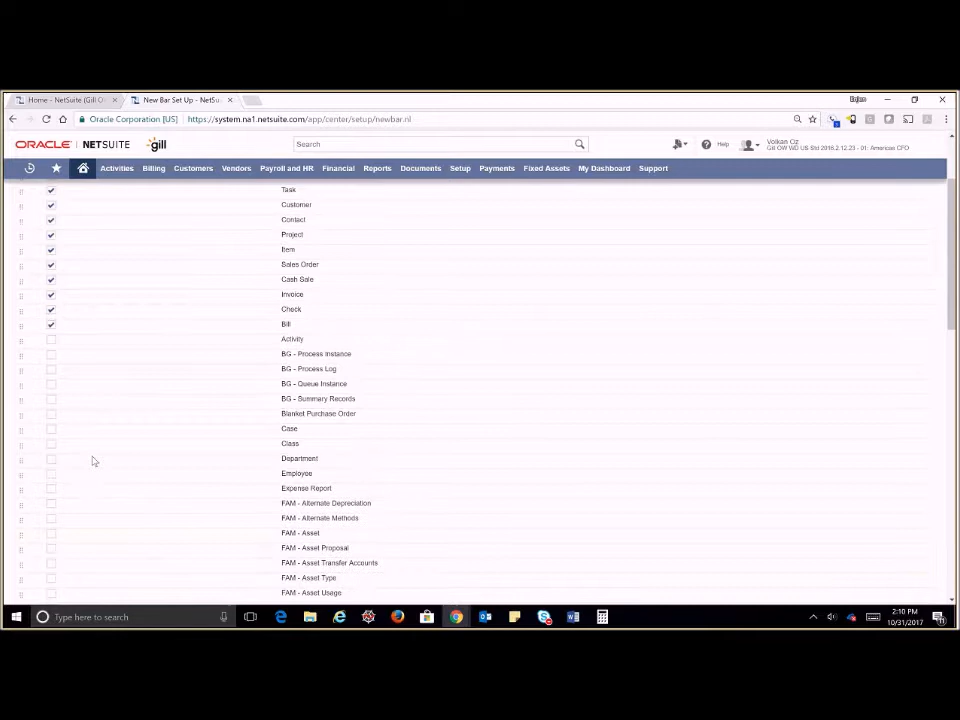 Home - NetSuite (Gill O
New Bar Set Up - NetSu
Oracle Corporation [US]
https://system.na1.netsuite.com/app/center/setup/newbar.nl
ORACLE | NETSUITE
gill
Search
Help
Volkan Oz
Activities
Billing
Customers
Vendors
Payroll and HR
Financial
Reports
Documents
Setup
Payments
Fixed Assets
My Dashboard
Support
Task
Customer
Contact
Project
Item
Sales Order
Cash Sale
Invoice
Check
Bill
Activity
BG - Process Instance
BG - Process Log
BG - Queue Instance
BG - Summary Records
Blanket Purchase Order
Case
Class
Department
Employee
Expense Report
FAM - Alternate Depreciation
FAM - Alternate Methods
FAM - Asset
FAM - Asset Proposal
FAM - Asset Transfer Accounts
FAM - Asset Type
FAM - Asset Usage
Type here to search
2:10 PM
10/31/2017